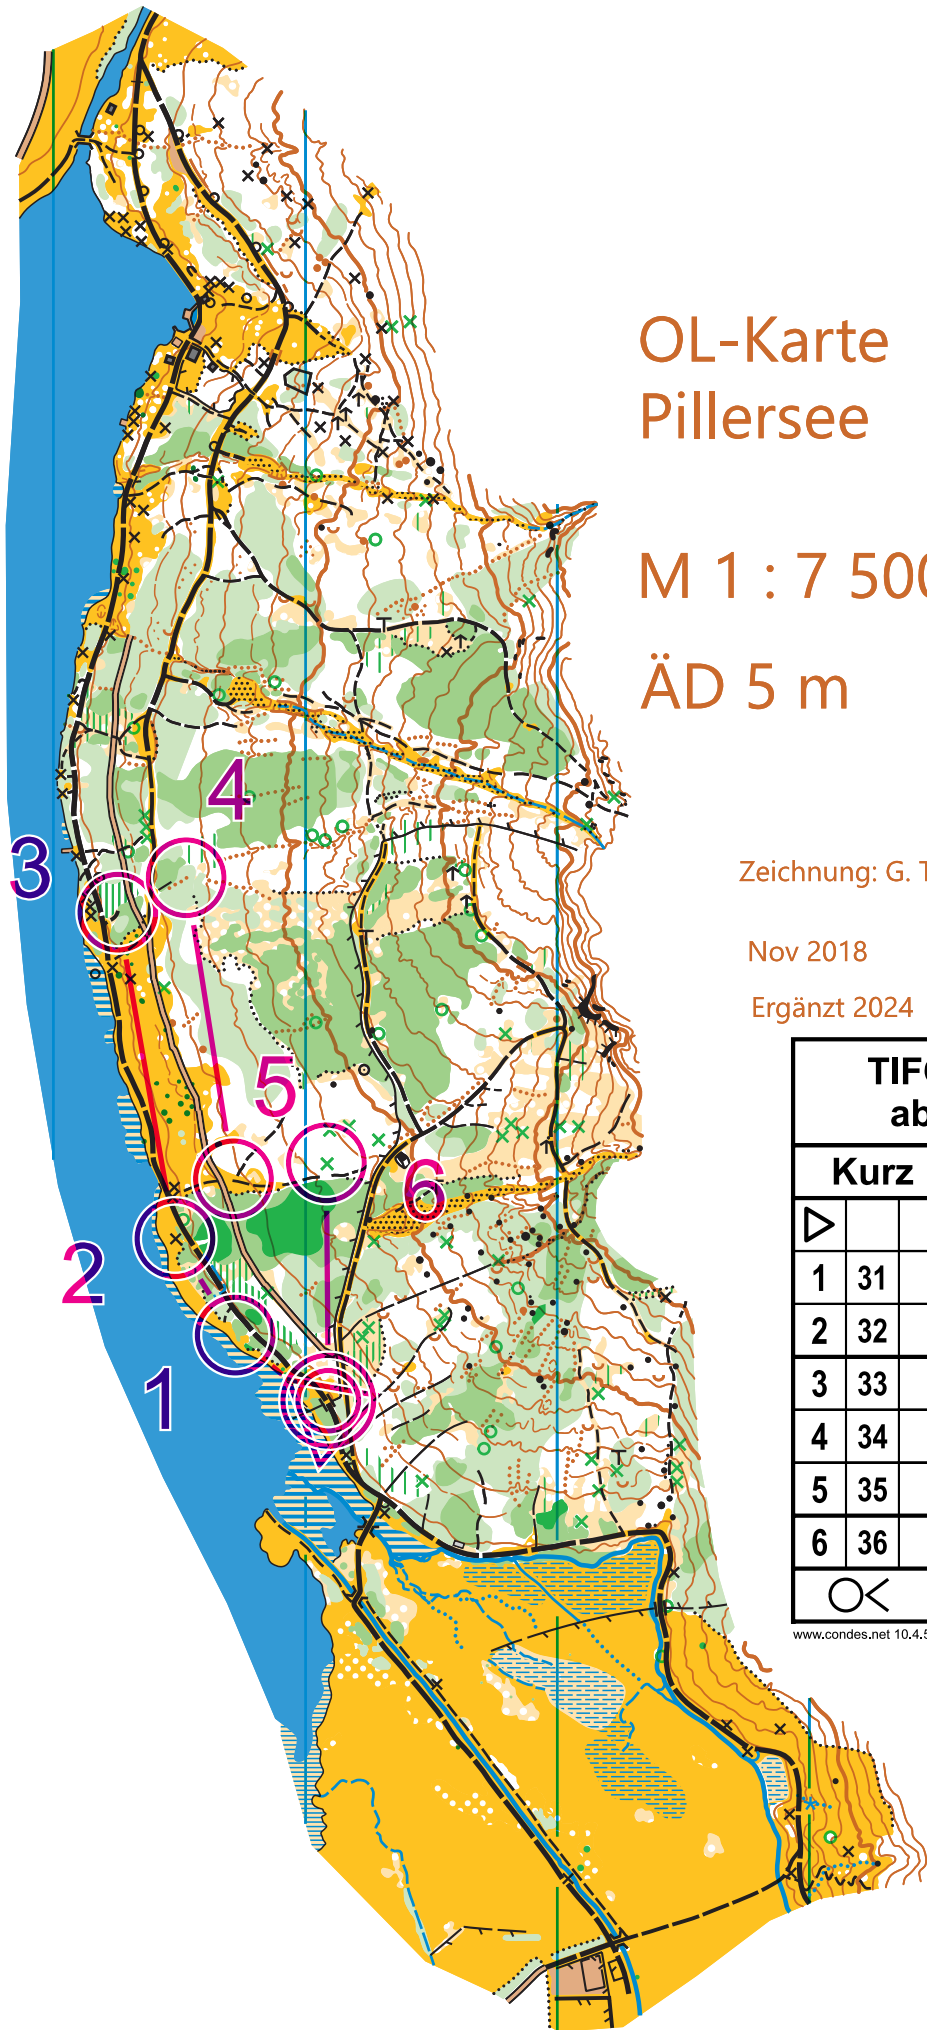 OL-Karte
Pillersee
M 1 : 7 500
ÄD 5 m
Zeichnung: G. T
Nov 2018
Ergänzt 2024
TIF
ab
Kurz
1 31
2 32
3 33
4 34
5 35
6 36
www.condes.net 10.4.5
4
3
5
6
2
1